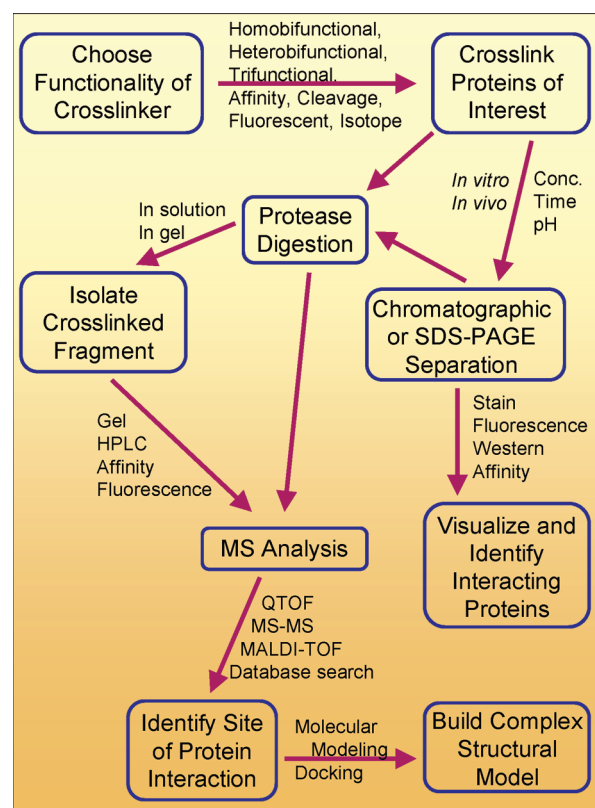 Choose
Functionality of
Crosslinker
Homobifunctional,
Heterobifunctional,
Trifunctional.
Affinity, Cleavage,
Fluorescent, Isotope
Crosslink
Proteins of
Interest
In vitro
In vivo
Conc.
Time
pH
In solution
In gel
Protease
Digestion
Isolate
Crosslinked
Fragment
Chromatographic
or SDS-PAGE
Separation
Gel
HPLC
Affinity
Fluorescence
Stain
Fluorescence
Western
Affinity
MS Analysis
Visualize and
Identify
Interacting
Proteins
QTOF
MS-MS
MALDI-TOF
Database search
Identify Site
of Protein
Interaction
Molecular
Modeling
Docking
Build Complex
Structural
Model